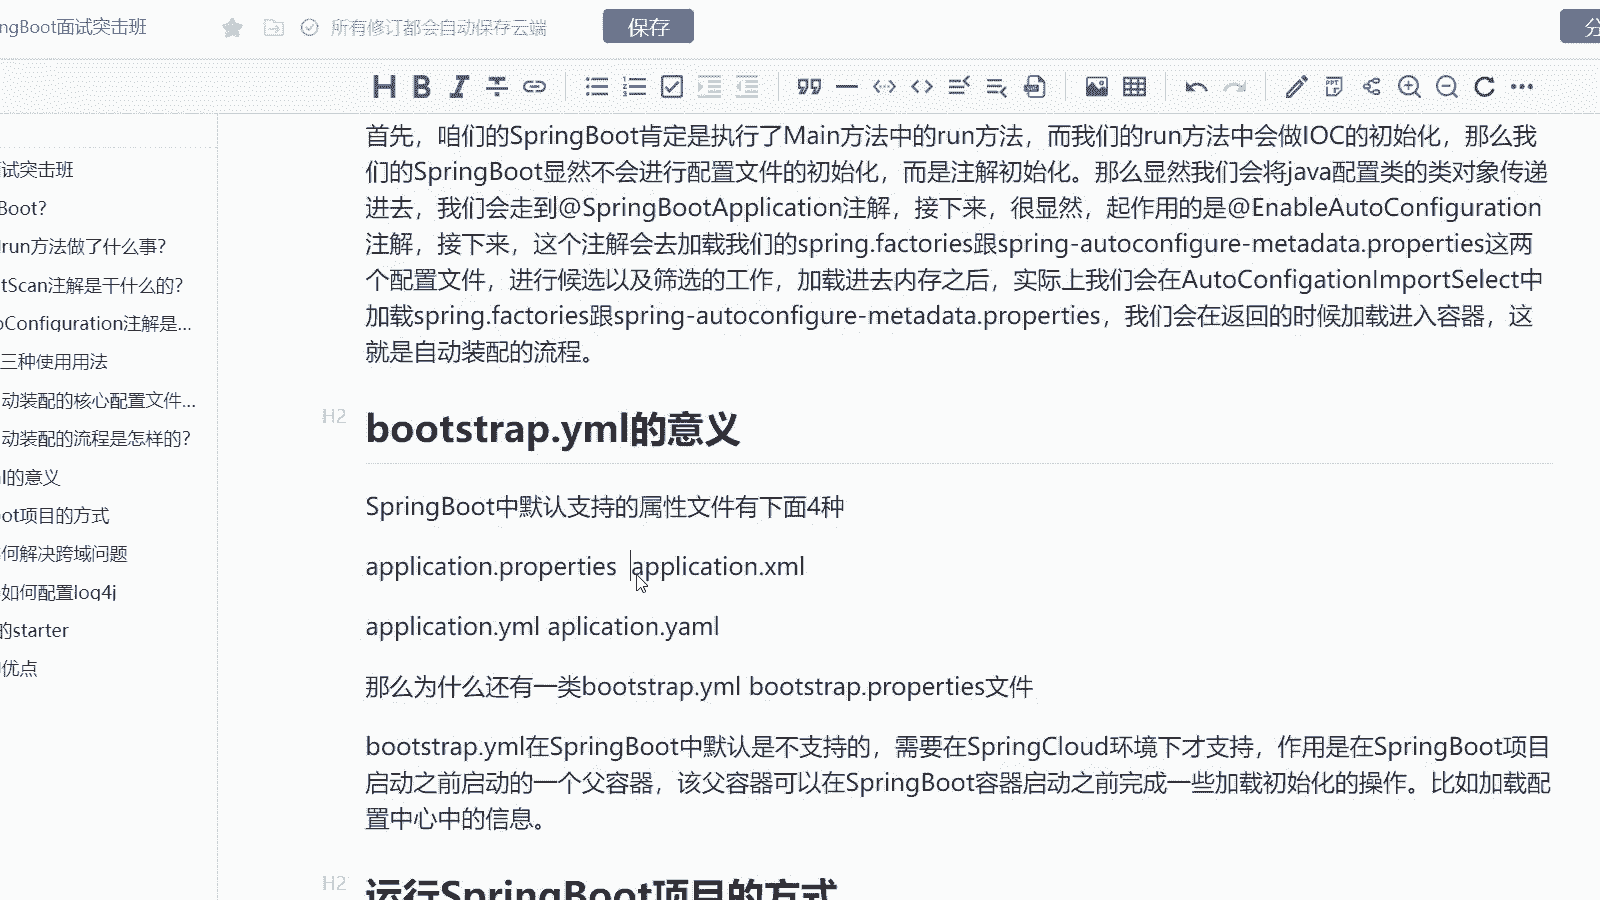 ngBoot面试突击班
所有修订都会自动保存云端
保存
分
试突击班
Boot?
run方法做了什么事?
tScan注解是干什么的?
oConfiguration注解是...
三种使用用法
动装配的核心配置文件...
动装配的流程是怎样的?
l的意义
ot项目的方式
何解决跨域问题
如何配置log4j
的starter
优点
首先，咱们的SpringBoot肯定是执行了Main方法中的run方法，而我们的run方法中会做IOC的初始化，那么我
们的SpringBoot显然不会进行配置文件的初始化，而是注解初始化。那么显然我们会将java配置类的类对象传递
进去，我们会走到@SpringBootApplication注解，接下来，很显然，起作用的是@EnableAutoConfiguration
注解，接下来，这个注解会去加载我们的spring.factories跟spring-autoconfigure-metadata.properties这两
个配置文件，进行候选以及筛选的工作，加载进去内存之后，实际上我们会在AutoConfigationImportSelect中
加载spring.factories跟spring-autoconfigure-metadata.properties，我们会在返回的时候加载进入容器，这
就是自动装配的流程。
H2
bootstrap.yml的意义
SpringBoot中默认支持的属性文件有下面4种
application.properties application.xml
application.yml aplication.yaml
那么为什么还有一类bootstrap.yml bootstrap.properties文件
bootstrap.yml在SpringBoot中默认是不支持的，需要在SpringCloud环境下才支持，作用是在SpringBoot项目
启动之前启动的一个父容器，该父容器可以在SpringBoot容器启动之前完成一些加载初始化的操作。比如加载配
置中心中的信息。
H2
运行SpringBoot项目的方式